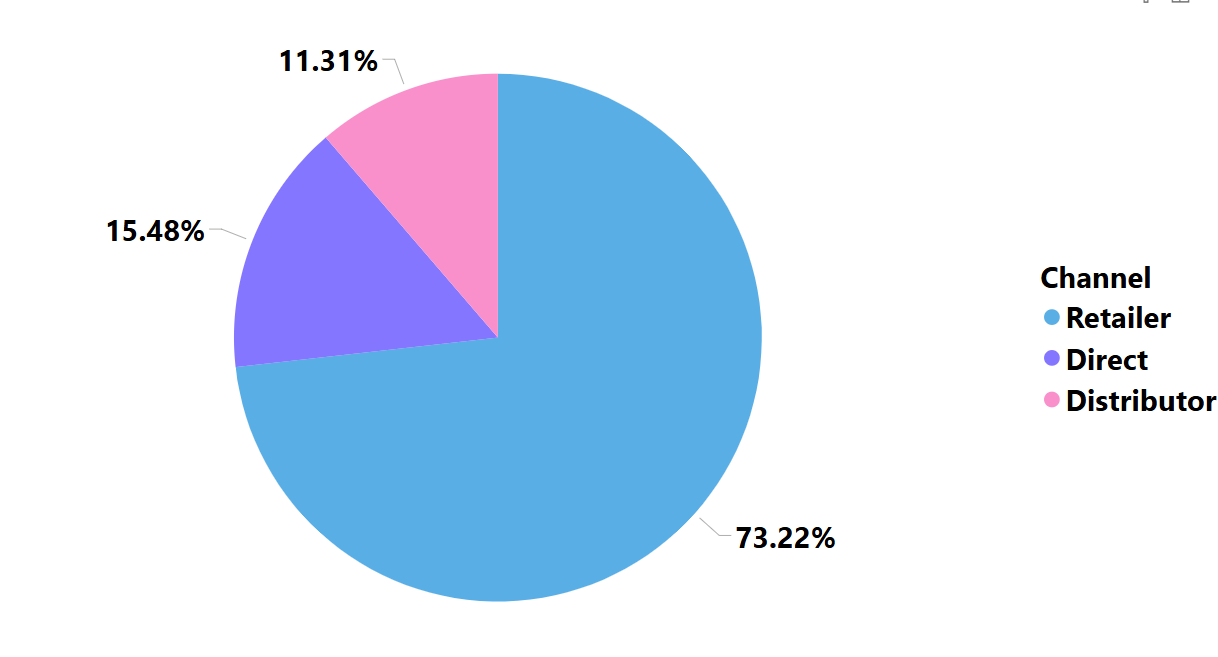 11.31%
15.48%
73.22%
Channel
Retailer
Direct
Distributor